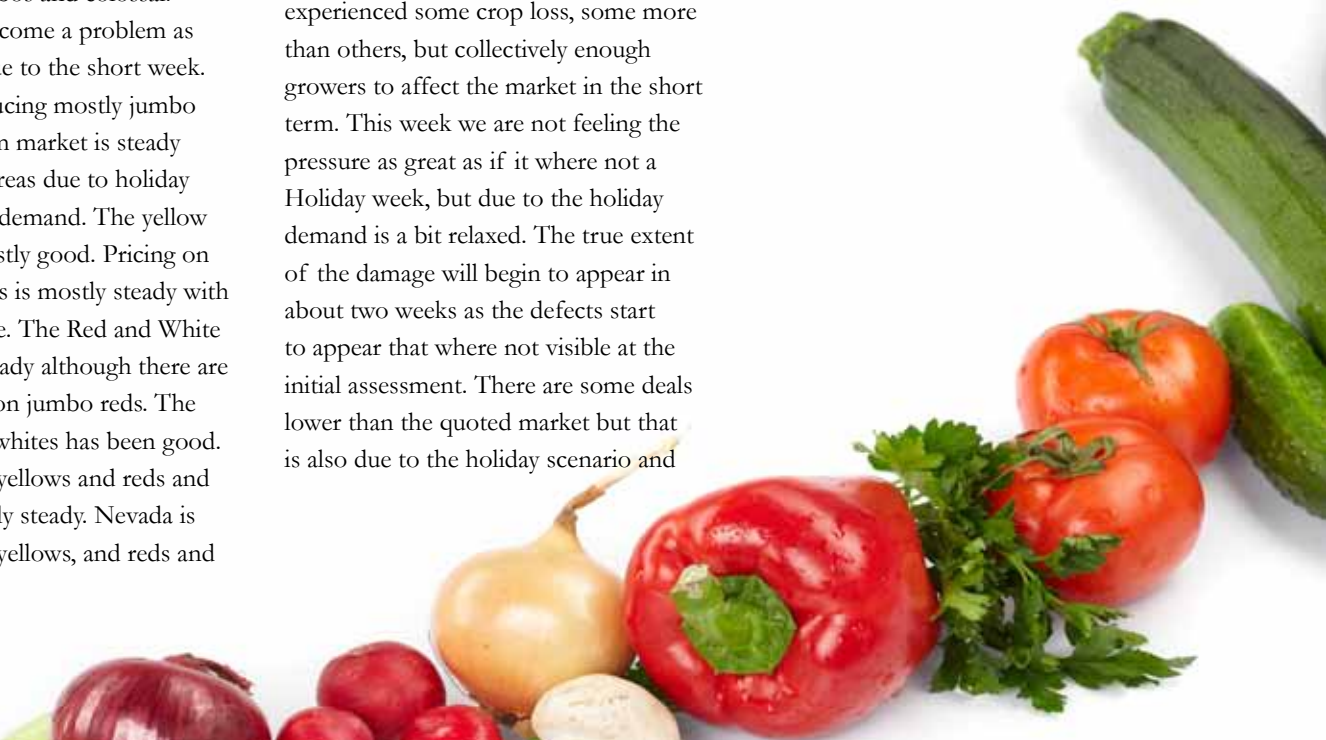 come a problem as
e to the short week.
ucing mostly jumbo
n market is steady
reas due to holiday
demand. The yellow
stly good. Pricing on
s is mostly steady with
e. The Red and White
ady although there are
on jumbo reds. The
whites has been good.
yellows and reds and
ly steady. Nevada is
yellows, and reds and
experienced some crop loss, some more
than others, but collectively enough
growers to affect the market in the short
term. This week we are not feeling the
pressure as great as if it where not a
Holiday week, but due to the holiday
demand is a bit relaxed. The true extent
of the damage will begin to appear in
about two weeks as the defects start
to appear that where not visible at the
initial assessment. There are some deals
lower than the quoted market but that
is also due to the holiday scenario and